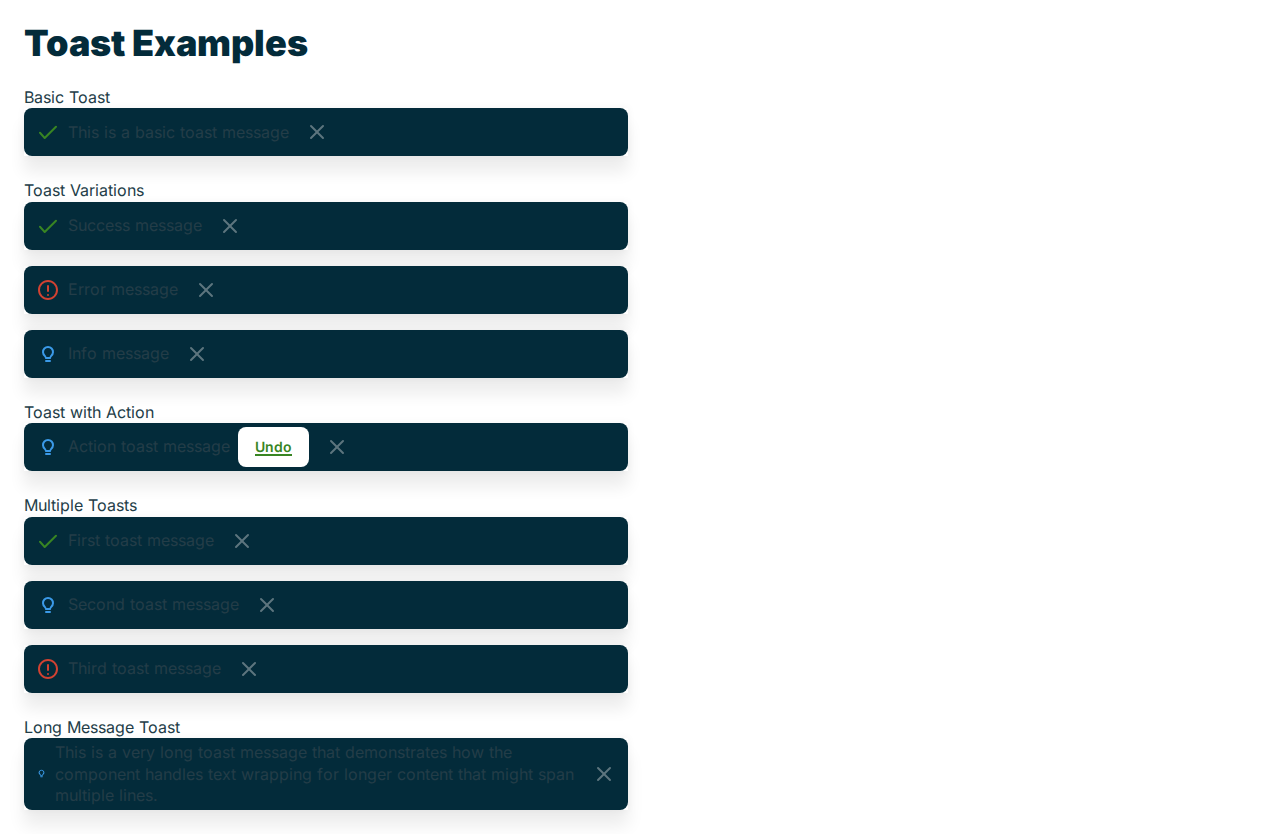 Toast Examples
Basic Toast
This is a basic toast message
Toast Variations
Success message
Error message
Info message
Toast with Action
Action toast message Undo
Multiple Toasts
First toast message
Second toast message
Third toast message
Long Message Toast
This is a very long toast message that demonstrates how the
component handles text wrapping for longer content that might span
multiple lines.